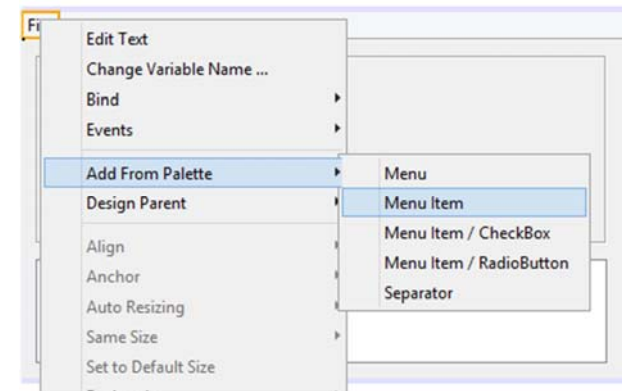 Edit Text
Change Variable Name ...
Bind
Events
Add From Palette
Design Parent
Align
Anchor
Auto Resizing
Same Size
Set to Default Size
Menu
Menu Item
Menu Item / CheckBox
Menu Item / RadioButton
Separator